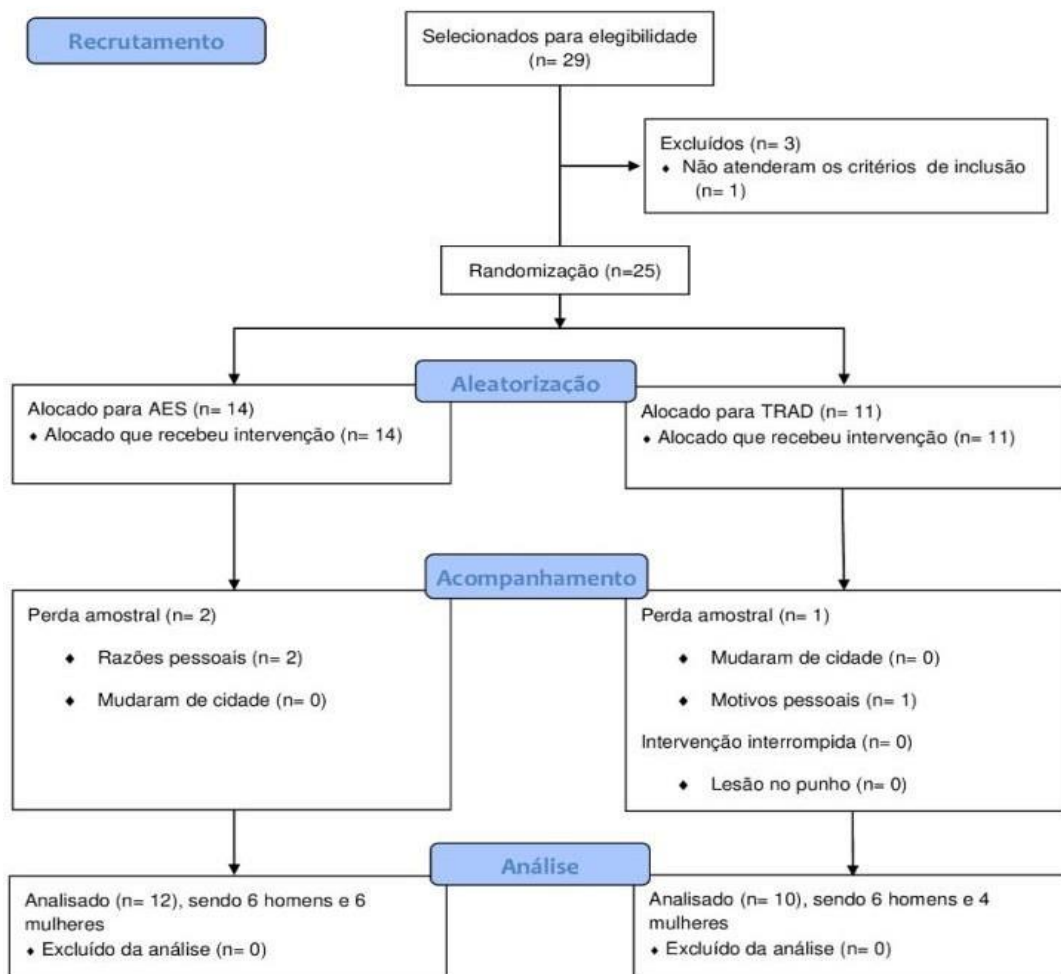 Recrutamento
Selecionados para elegibilidade
(n= 29)
Excluídos (n= 3)
♦ Não atenderam os critérios de inclusão
(n= 1)
Randomização (n=25)
Aleatorização
Alocado para AES (n= 14)
♦ Alocado que recebeu intervenção (n= 14)
Alocado para TRAD (n= 11)
♦ Alocado que recebeu intervenção (n= 11)
Acompanhamento
Perda amostral (n= 2)
♦ Razões pessoais (n= 2)
♦ Mudaram de cidade (n= 0)
Perda amostral (n= 1)
♦ Mudaram de cidade (n= 0)
♦ Motivos pessoais (n= 1)
Intervenção interrompida (n= 0)
♦ Lesão no punho (n= 0)
Análise
Analisado (n= 12), sendo 6 homens e 6
mulheres
♦ Excluído da análise (n= 0)
Analisado (n= 10), sendo 6 homens e 4
mulheres
♦ Excluído da análise (n= 0)